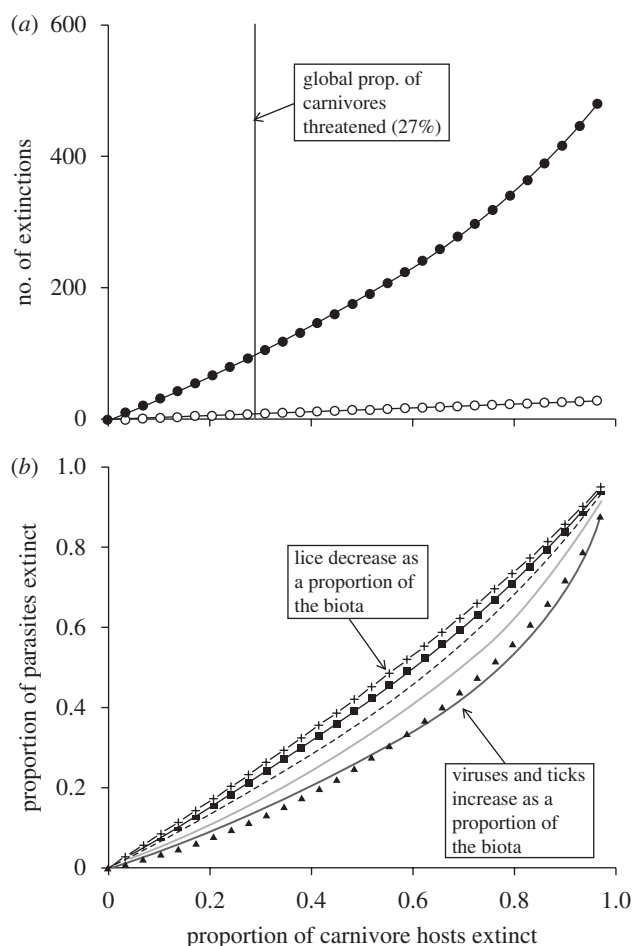 (a)
600
400
200
0
no. of extinctions
global prop. of
carnivores
threatened (27%)
(b)
1.0
0.8
0.6
0.4
0.2
0
proportion of parasites extinct
lice decrease as
a proportion of
the biota
viruses and ticks
increase as a
proportion of
the biota
0 0.2 0.4 0.6 0.8 1.0
proportion of carnivore hosts extinct